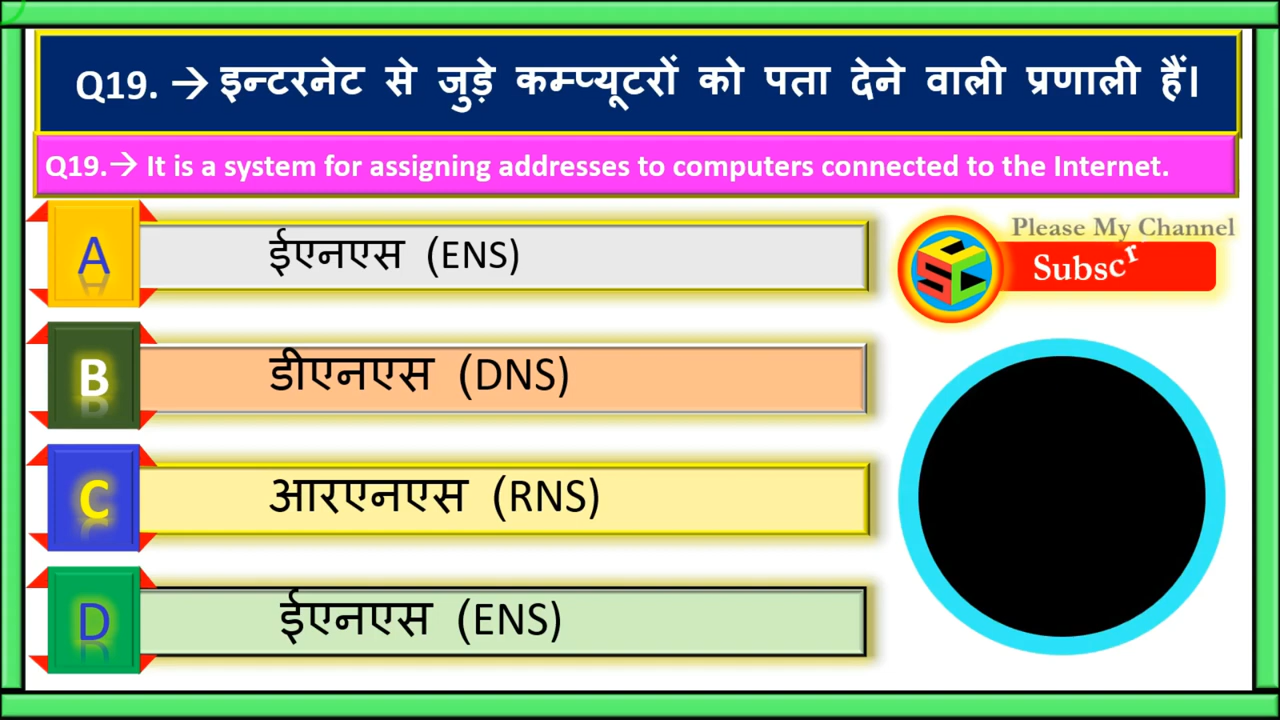 Q19. → इन्टरनेट से जुड़े कम्प्यूटरों को पता देने वाली प्रणाली हैं।
Q19.→ It is a system for assigning addresses to computers connected to the Internet.
A ईएनएस (ENS)
Please My Channel
Subscr
B डीएनएस (DNS)
C आरएनएस (RNS)
D ईएनएस (ENS)